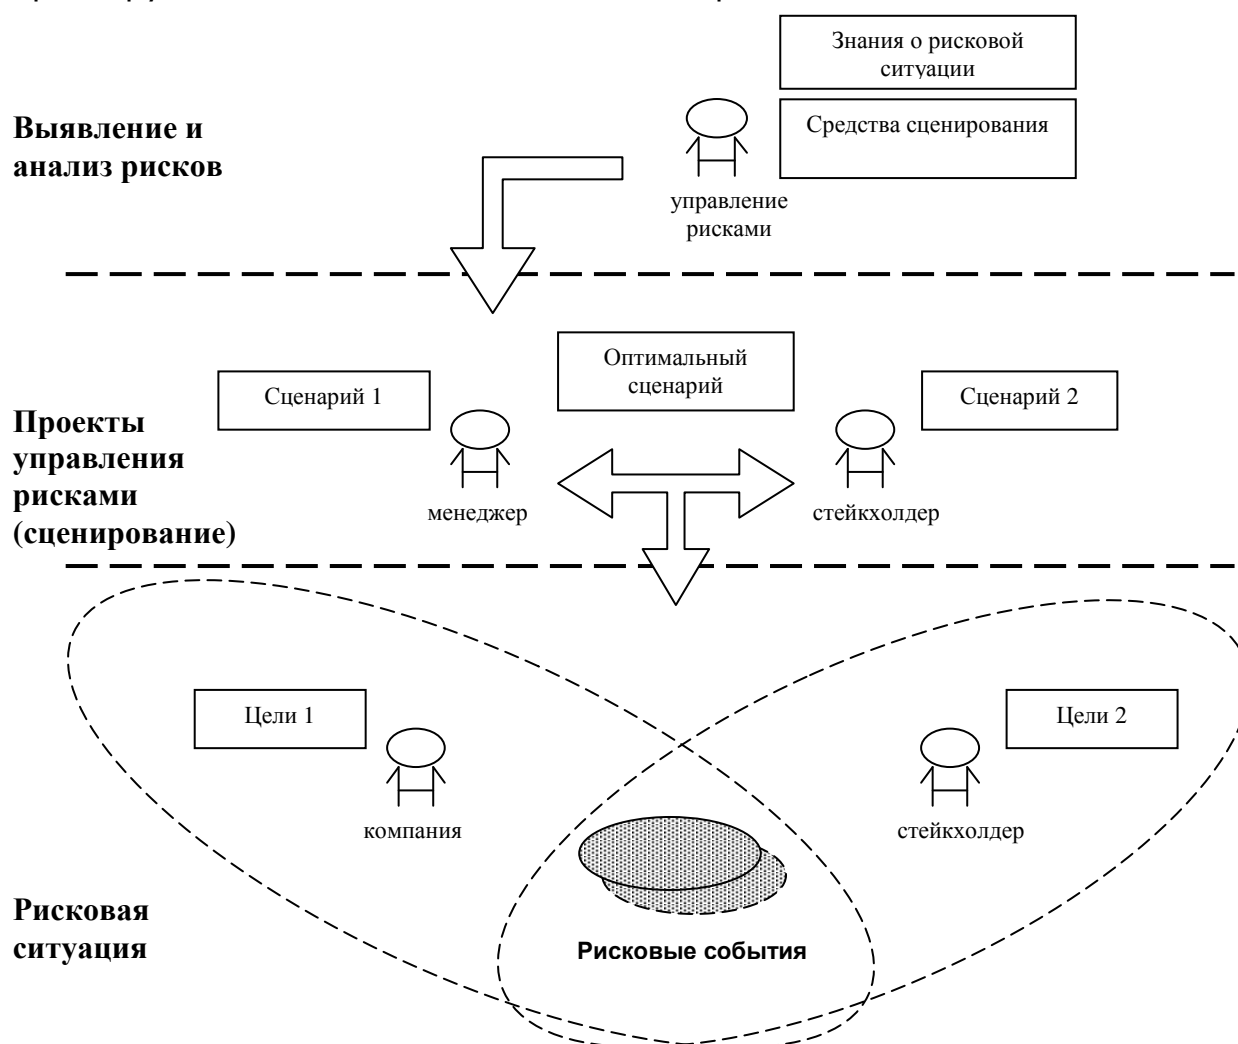 Знания о рисковой
ситуации
Средства сценирования
Выявление и
анализ рисков
управление
рисками
Оптимальный
сценарий
Сценарий 1
Сценарий 2
Проекты
управления
рисками
(сценирование)
менеджер
стейкхолдер
Цели 1
Цели 2
компания
стейкхолдер
Рисковая
ситуация
Рисковые события